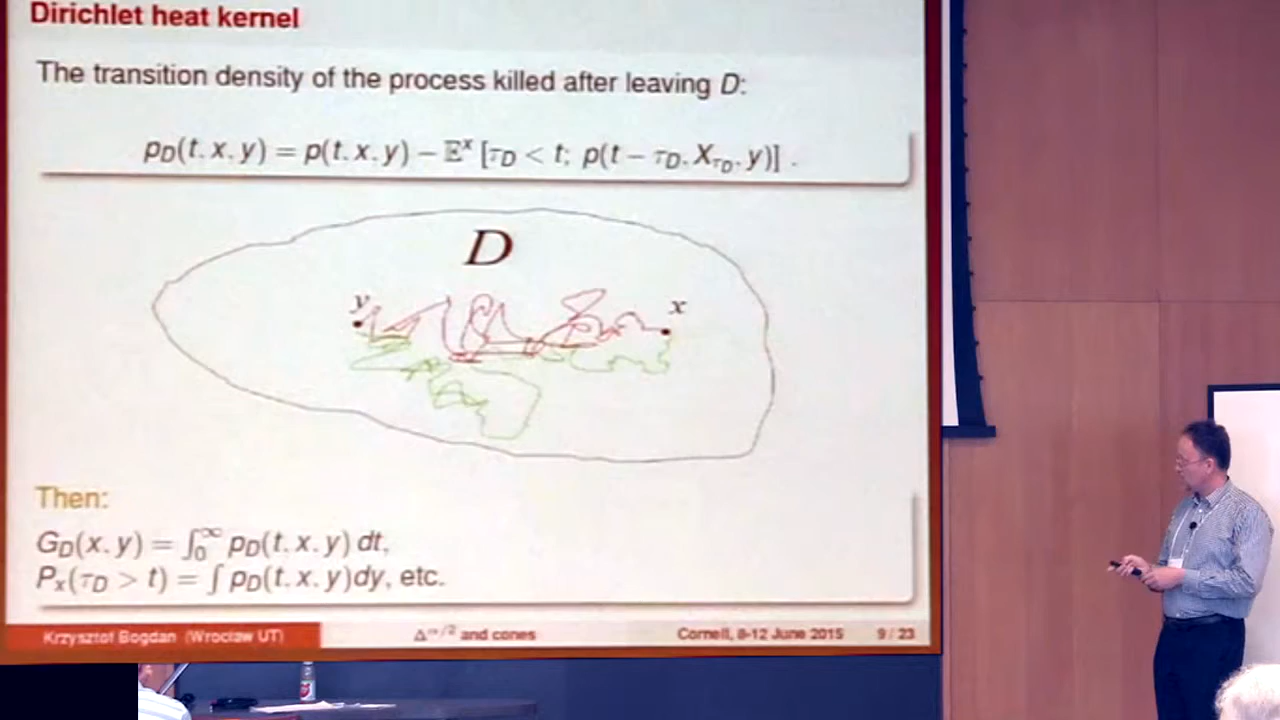 Dirichlet heat kernel
The transition density of the process killed after leaving D:
p_D(t, x, y) = p(t, x, y) − 𝔼^x [τ_D < t; p(t − τ_D, X_{τ_D}, y)] .
D
y
x
Then:
G_D(x, y) = ∫_0^∞ p_D(t, x, y) dt,
P_x(τ_D > t) = ∫ p_D(t, x, y)dy, etc.
Krzysztof Bogdan (Wrocław UT)
Δ^{α/2} and cones
Cornell, 8-12 June 2015
9 / 23